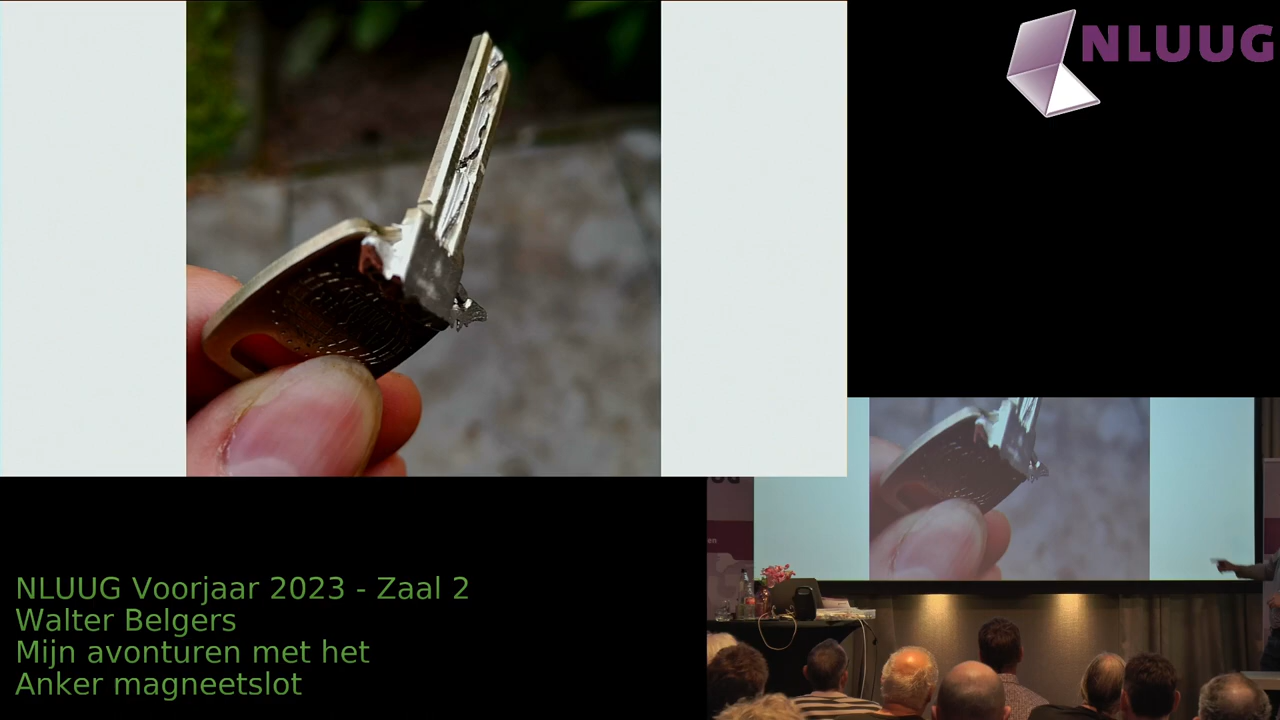 NLUUG
NLUUG Voorjaar 2023 - Zaal 2
Walter Belgers
Mijn avonturen met het
Anker magneetslot